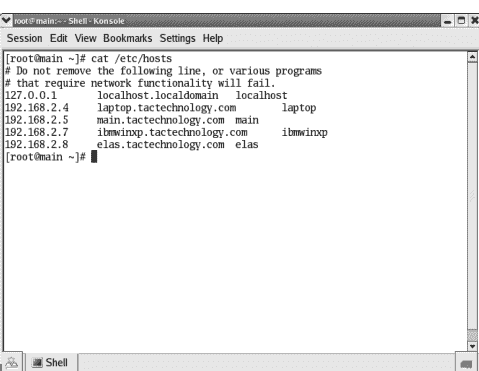 root@main:~ - Shell - Konsole
Session Edit View Bookmarks Settings Help
[root@main ~]# cat /etc/hosts
# Do not remove the following line, or various programs
# that require network functionality will fail.
127.0.0.1 localhost.localdomain localhost
192.168.2.4 laptop.tactechnology.com laptop
192.168.2.5 main.tactechnology.com main
192.168.2.7 ibmwinxp.tactechnology.com ibmwinxp
192.168.2.8 elas.tactechnology.com elas
[root@main ~]#
Shell